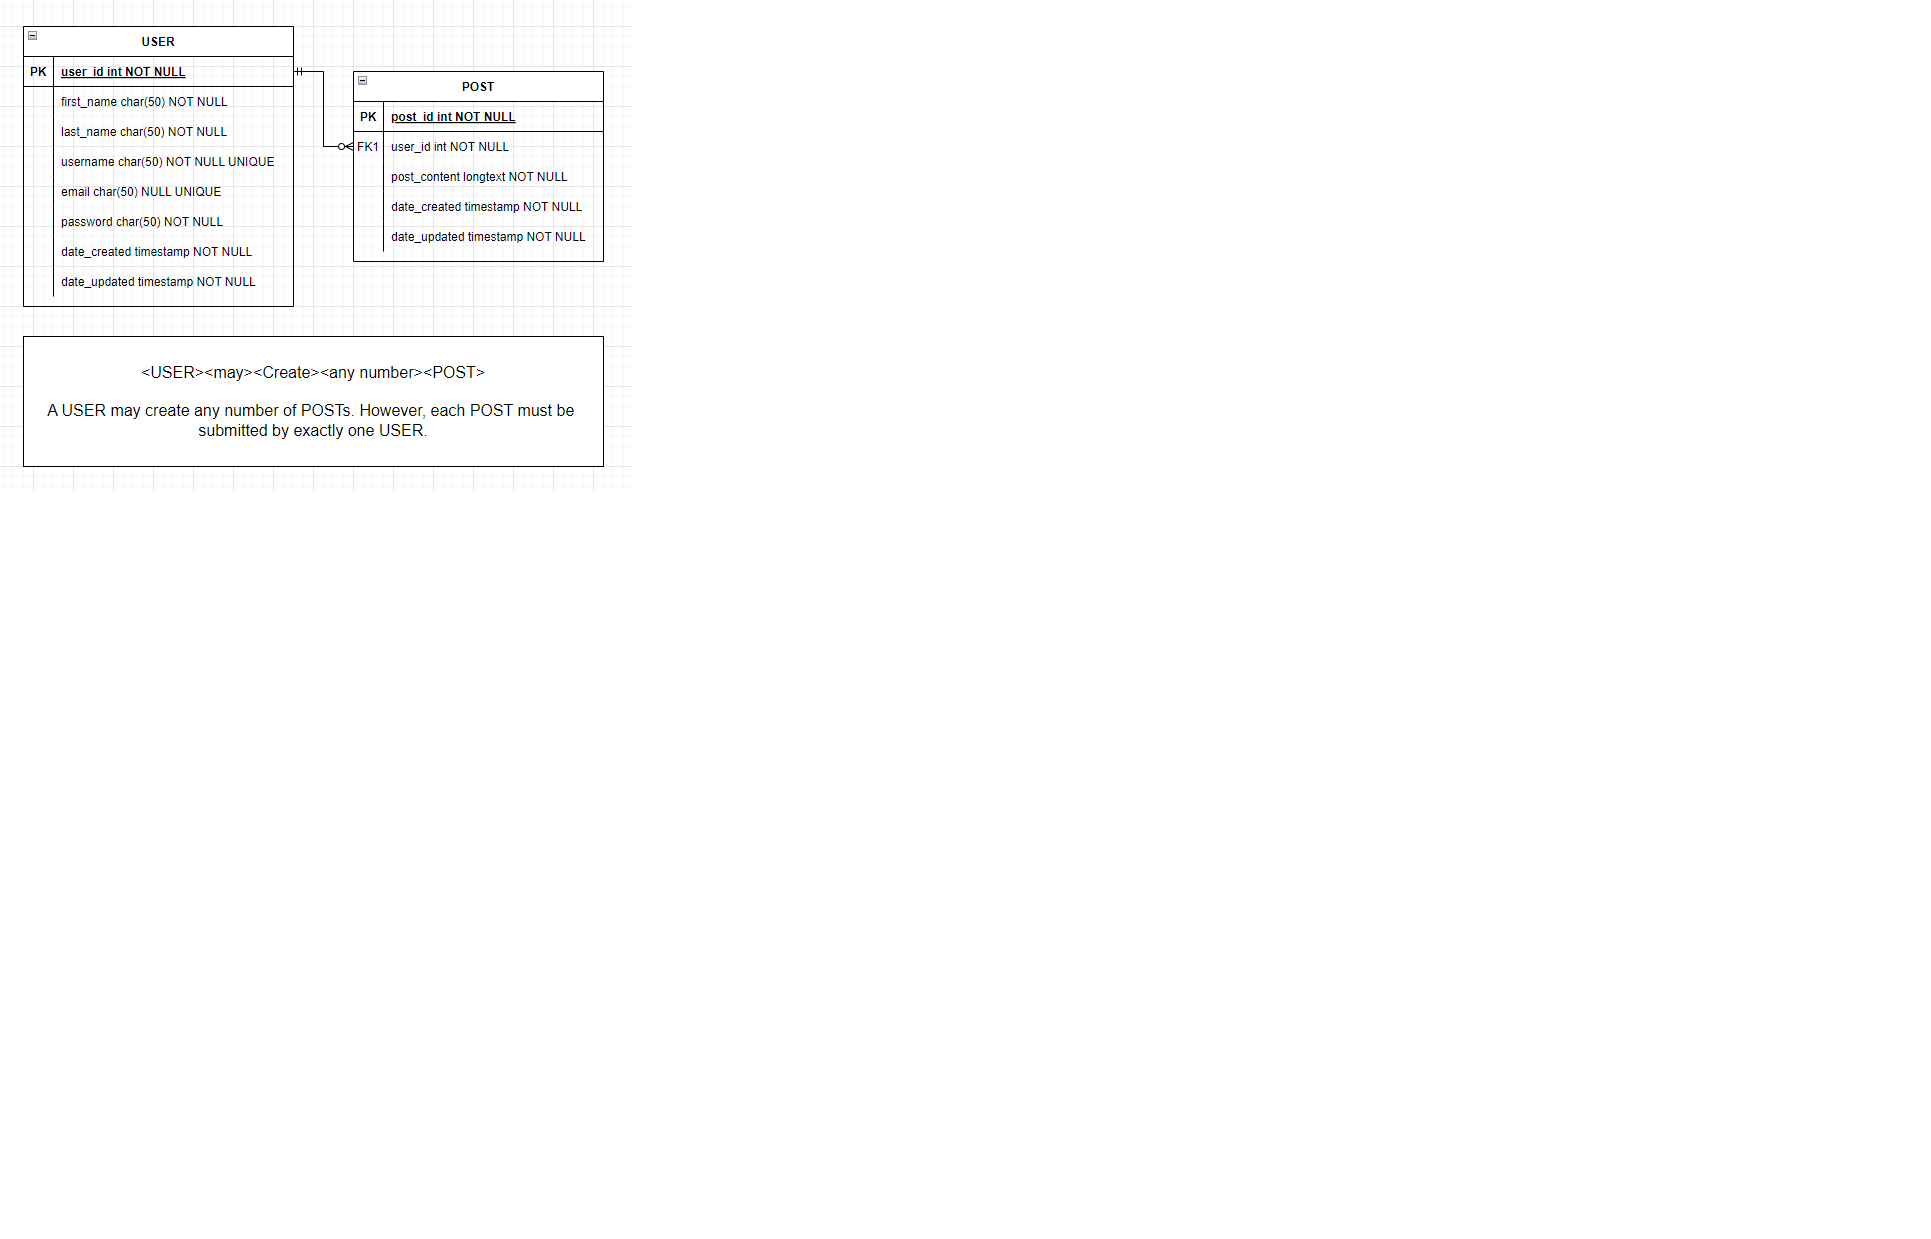 USER
PK user_id int NOT NULL
first_name char(50) NOT NULL
last_name char(50) NOT NULL
username char(50) NOT NULL UNIQUE
email char(50) NULL UNIQUE
password char(50) NOT NULL
date_created timestamp NOT NULL
date_updated timestamp NOT NULL
POST
PK post_id int NOT NULL
FK1 user_id int NOT NULL
post_content longtext NOT NULL
date_created timestamp NOT NULL
date_updated timestamp NOT NULL
<USER><may><Create><any number><POST>
A USER may create any number of POSTs. However, each POST must be
submitted by exactly one USER.